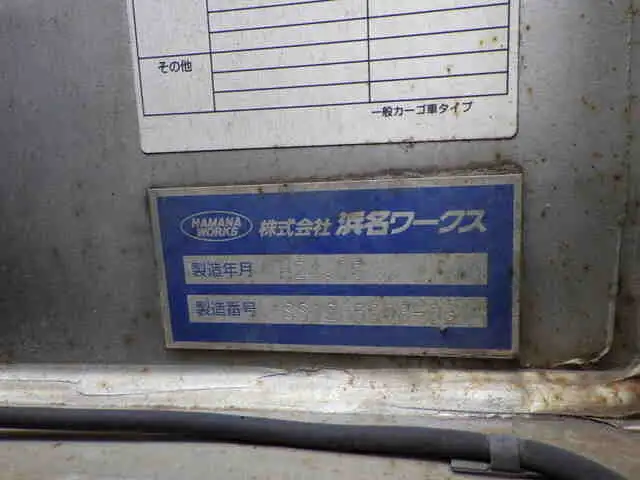 その他
一般カーゴ車タイプ
HAMANA
WORKS
株式会社 浜名ワークス
製造年月
製造番号